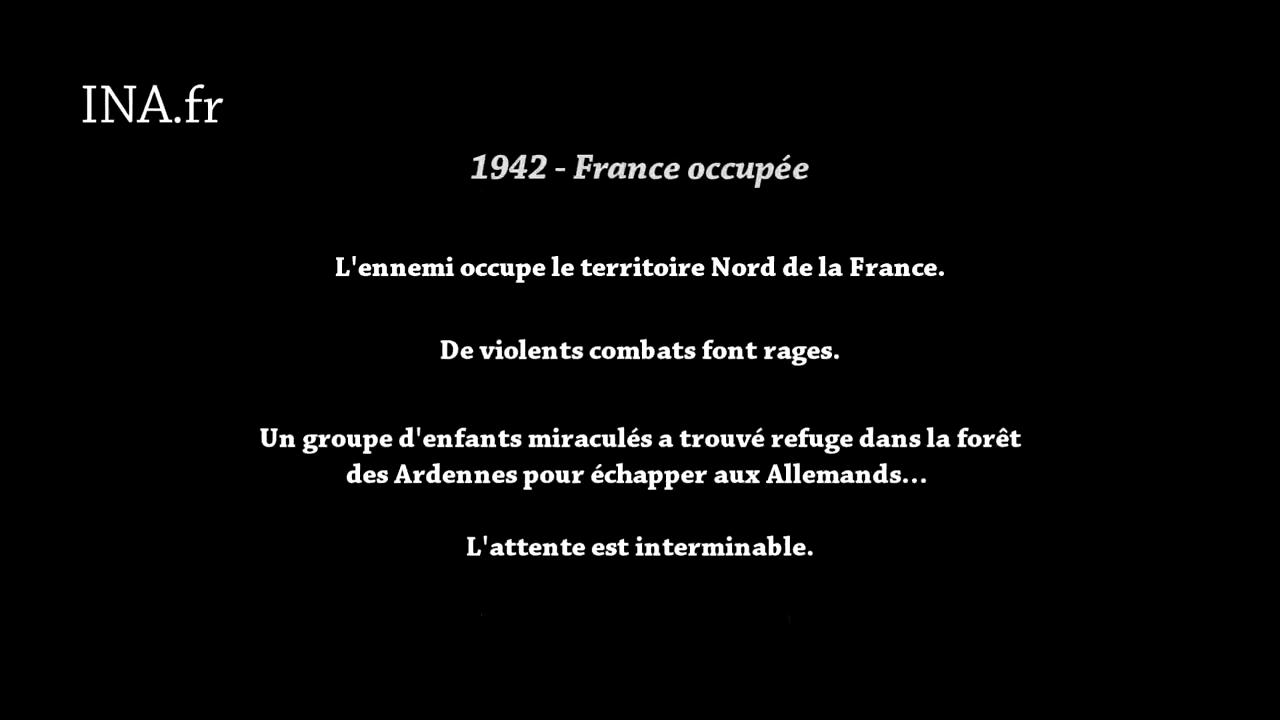 INA.fr
1942 - France occupée
L'ennemi occupe le territoire Nord de la France.
De violents combats font rages.
Un groupe d'enfants miraculés a trouvé refuge dans la forêt
des Ardennes pour échapper aux Allemands...
L'attente est interminable.